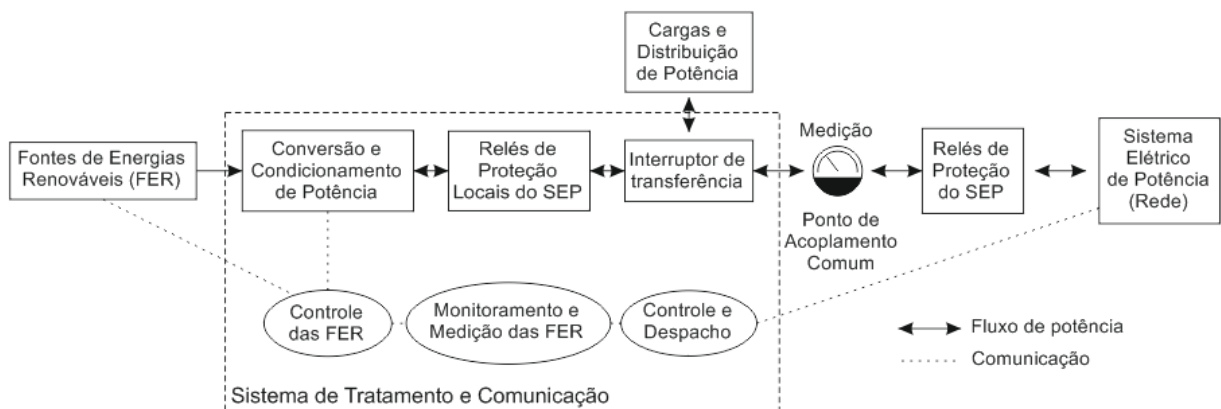 Cargas e
Distribuição
de Potência
Fontes de Energias
Renováveis (FER)
Conversão e
Condicionamento
de Potência
Relés de
Proteção
Locais do SEP
Interruptor de
transferência
Medição
Ponto de
Acoplamento
Comum
Relés de
Proteção
do SEP
Sistema
Elétrico
de Potência
(Rede)
Controle
das FER
Monitoramento e
Medição das FER
Controle e
Despacho
Fluxo de potência
Comunicação
Sistema de Tratamento e Comunicação